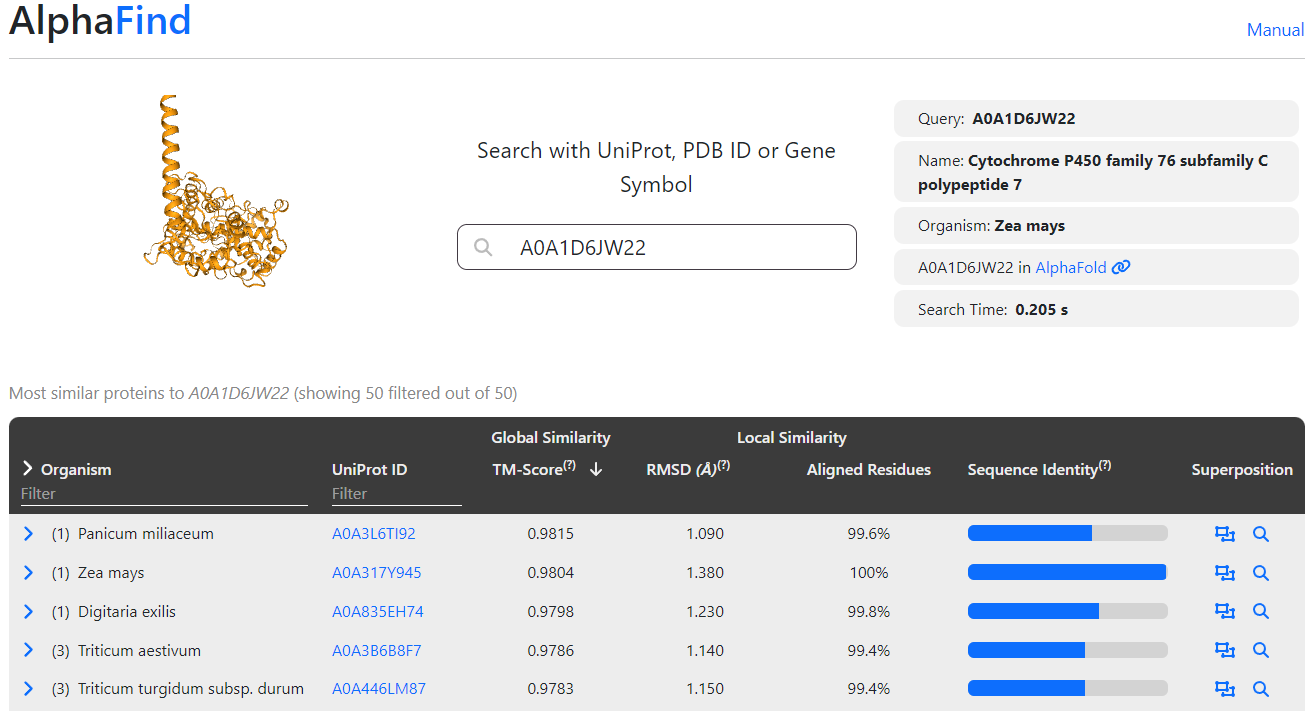 AlphaFind
Manual
Search with UniProt, PDB ID or Gene
Symbol
A0A1D6JW22
Query: A0A1D6JW22
Name: Cytochrome P450 family 76 subfamily C
polypeptide 7
Organism: Zea mays
A0A1D6JW22 in AlphaFold
Search Time: 0.205 s
Most similar proteins to A0A1D6JW22 (showing 50 filtered out of 50)
Global Similarity Local Similarity
Organism UniProt ID TM-Score(?) ↓ RMSD (Å)(?) Aligned Residues Sequence Identity(?) Superposition
Filter Filter
(1) Panicum miliaceum A0A3L6TI92 0.9815 1.090 99.6%
(1) Zea mays A0A317Y945 0.9804 1.380 100%
(1) Digitaria exilis A0A835EH74 0.9798 1.230 99.8%
(3) Triticum aestivum A0A3B6B8F7 0.9786 1.140 99.4%
(3) Triticum turgidum subsp. durum A0A446LM87 0.9783 1.150 99.4%